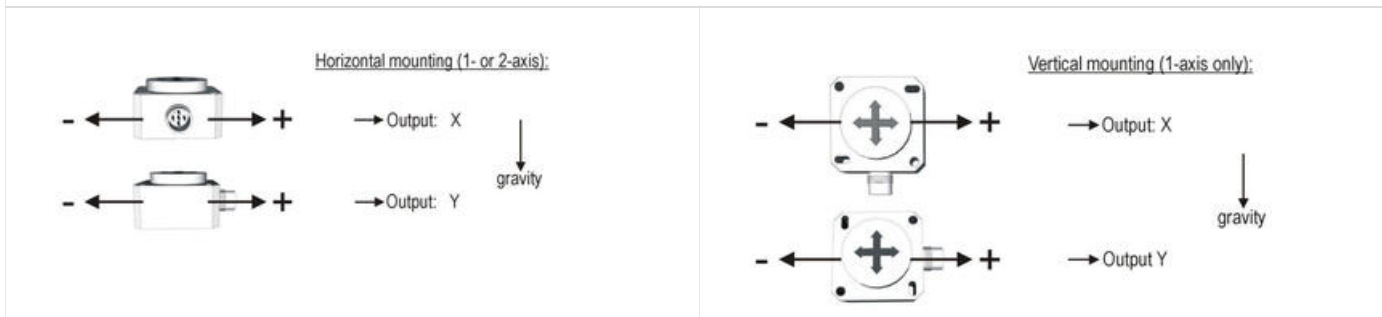 Horizontal mounting (1- or 2-axis):
- + Output: X
gravity
- + Output: Y
Vertical mounting (1-axis only):
- + Output: X
gravity
- + Output Y